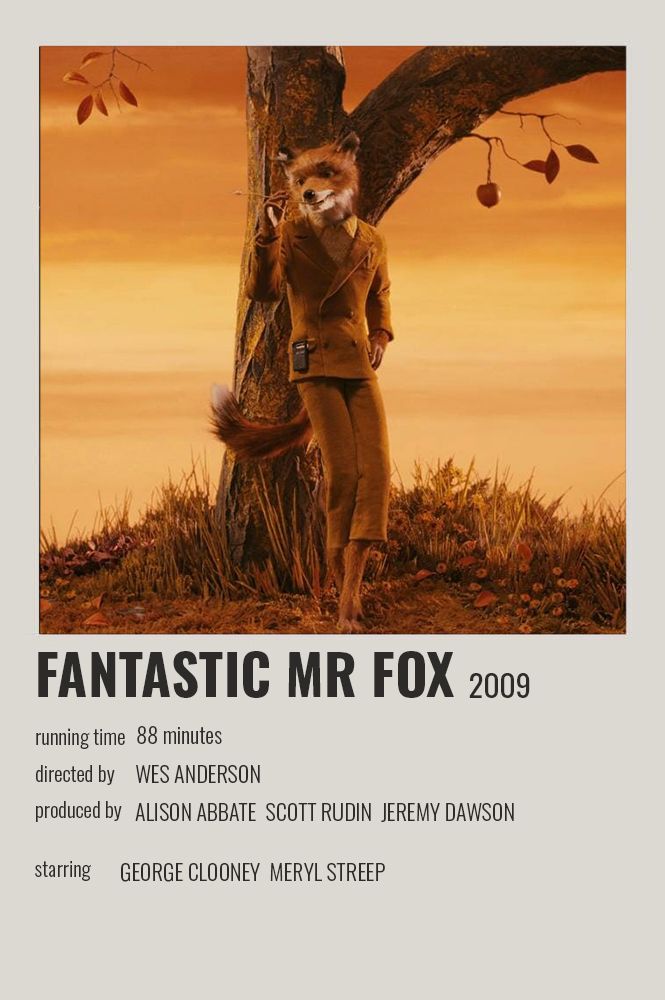 FANTASTIC MR FOX 2009
running time 88 minutes
directed by WES ANDERSON
produced by ALISON ABBATE SCOTT RUDIN JEREMY DAWSON
starring GEORGE CLOONEY MERYL STREEP